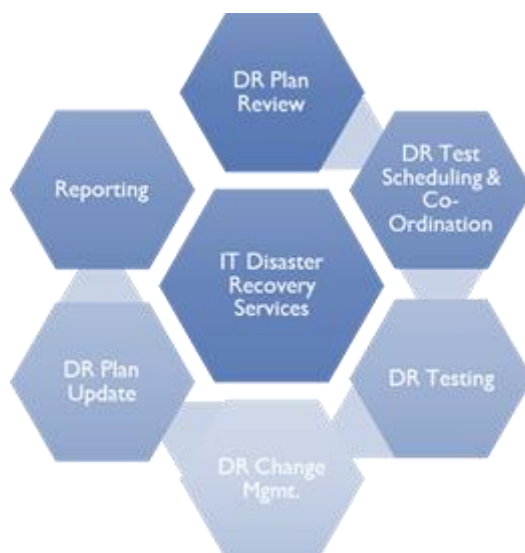 DR Plan
Review
DR Test
Scheduling &
Co-
Ordination
Reporting
IT Disaster
Recovery
Services
DR Plan
Update
DR Testing
DR Change
Mgmt.